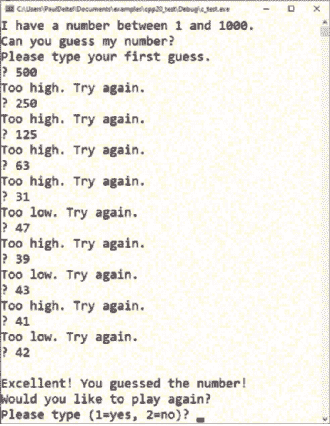 C:\Users\PaulDeitel\Documents\examples\cpp20_test\Debug\c_test.exe
I have a number between 1 and 1000.
Can you guess my number?
Please type your first guess.
? 500
Too high. Try again.
? 250
Too high. Try again.
? 125
Too high. Try again.
? 63
Too high. Try again.
? 31
Too low. Try again.
? 47
Too high. Try again.
? 39
Too low. Try again.
? 43
Too high. Try again.
? 41
Too low. Try again.
? 42
Excellent! You guessed the number!
Would you like to play again?
Please type (1=yes, 2=no)?